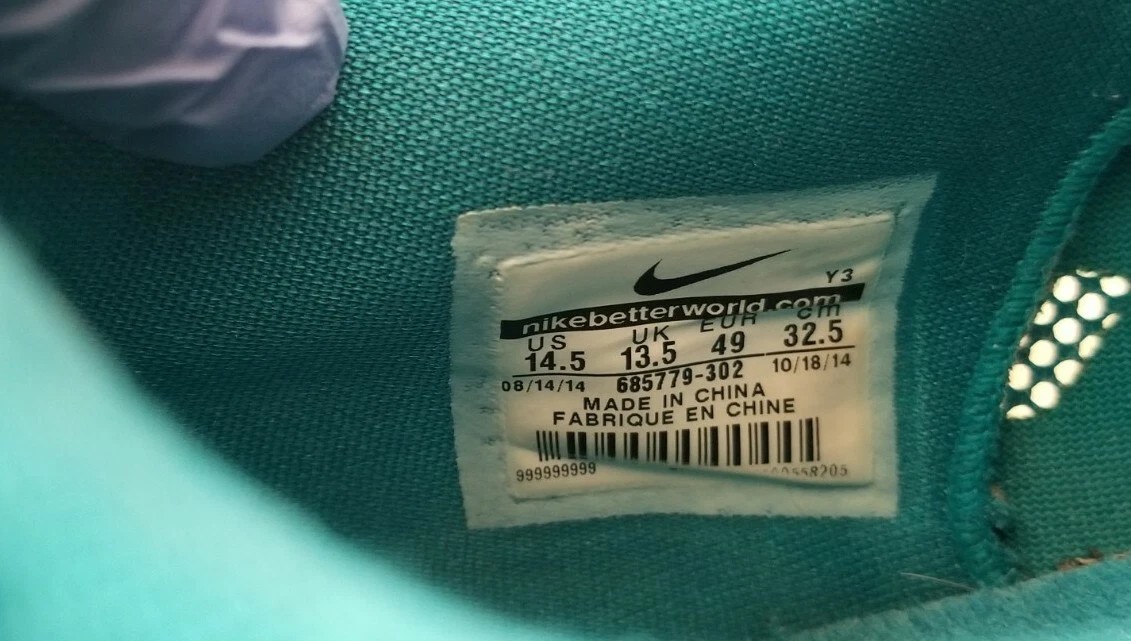 Y3
nikebetterworld.com
US UK EUR cm
14.5 13.5 49 32.5
08/14/14 685779-302 10/18/14
MADE IN CHINA
FABRIQUE EN CHINE
999999999 00558205